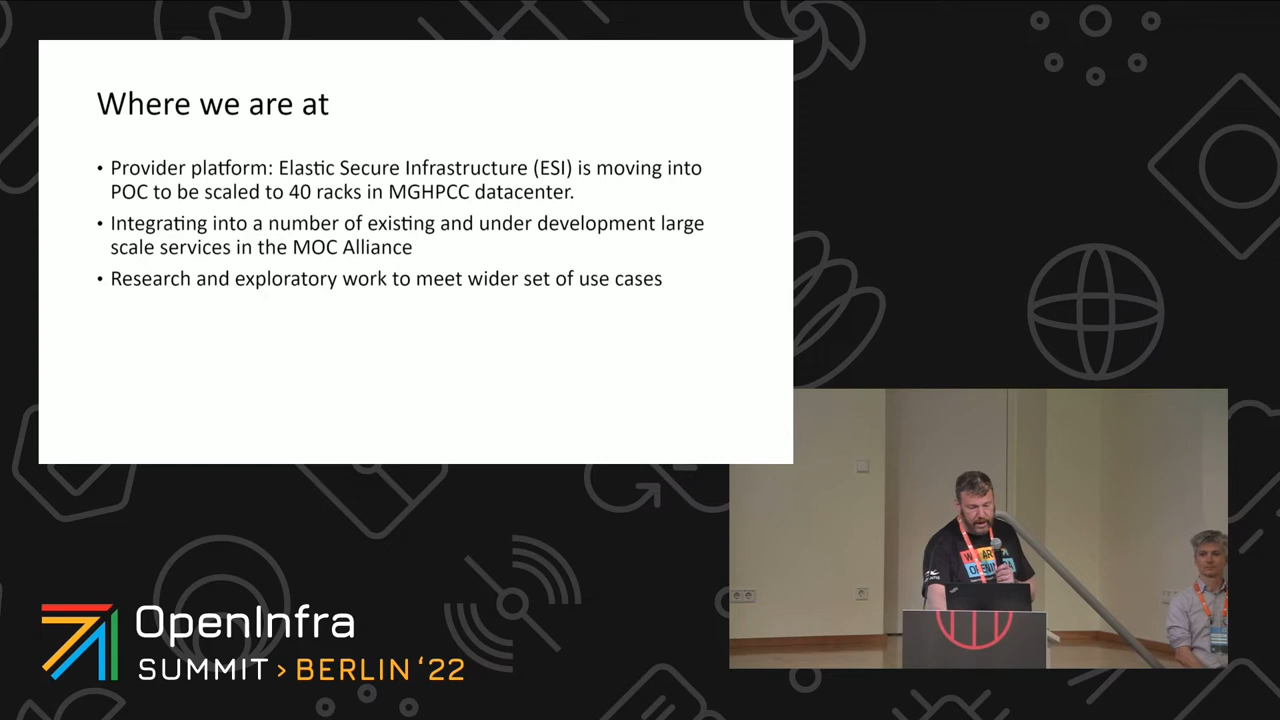 Where we are at
• Provider platform: Elastic Secure Infrastructure (ESI) is moving into
POC to be scaled to 40 racks in MGHPCC datacenter.
• Integrating into a number of existing and under development large
scale services in the MOC Alliance
• Research and exploratory work to meet wider set of use cases
OpenInfra
SUMMIT > BERLIN ‘22